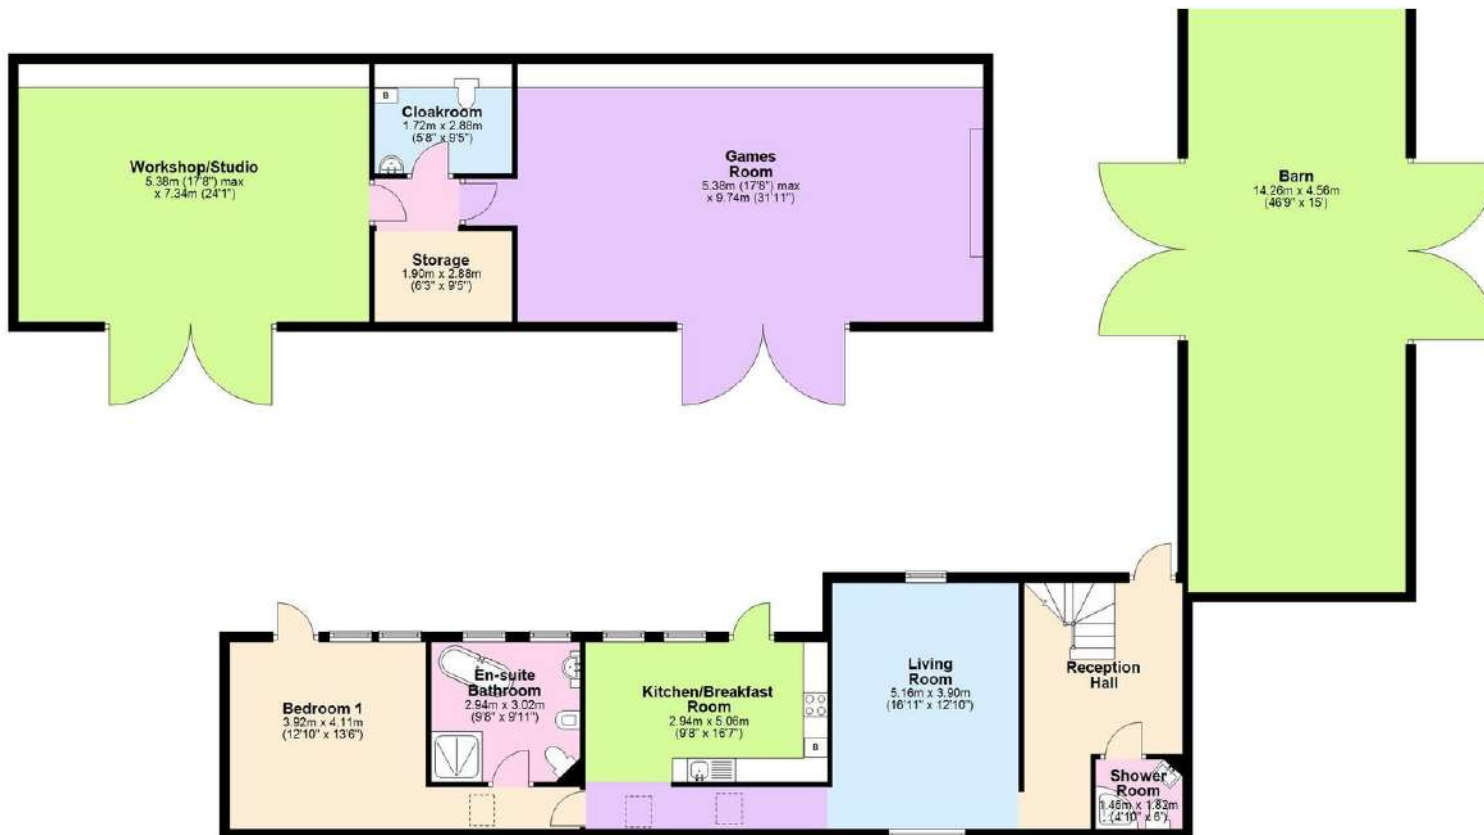 Workshop/Studio
5.38m (17'8") max
x 7.34m (24'1")
B
Cloakroom
1.72m x 2.88m
(5'8" x 9'5")
Storage
1.90m x 2.88m
(6'3" x 9'5")
Games
Room
5.38m (17'8") max
x 9.74m (31'11")
Barn
14.26m x 4.56m
(46'9" x 15')
Bedroom 1
3.92m x 4.11m
(12'10" x 13'6")
En-suite
Bathroom
2.94m x 3.02m
(9'8" x 9'11")
Kitchen/Breakfast
Room
2.94m x 5.06m
(9'8" x 16'7")
B
Living
Room
5.16m x 3.90m
(16'11" x 12'10")
Reception
Hall
Shower
Room
1.46m x 1.82m
(4'10" x 6')